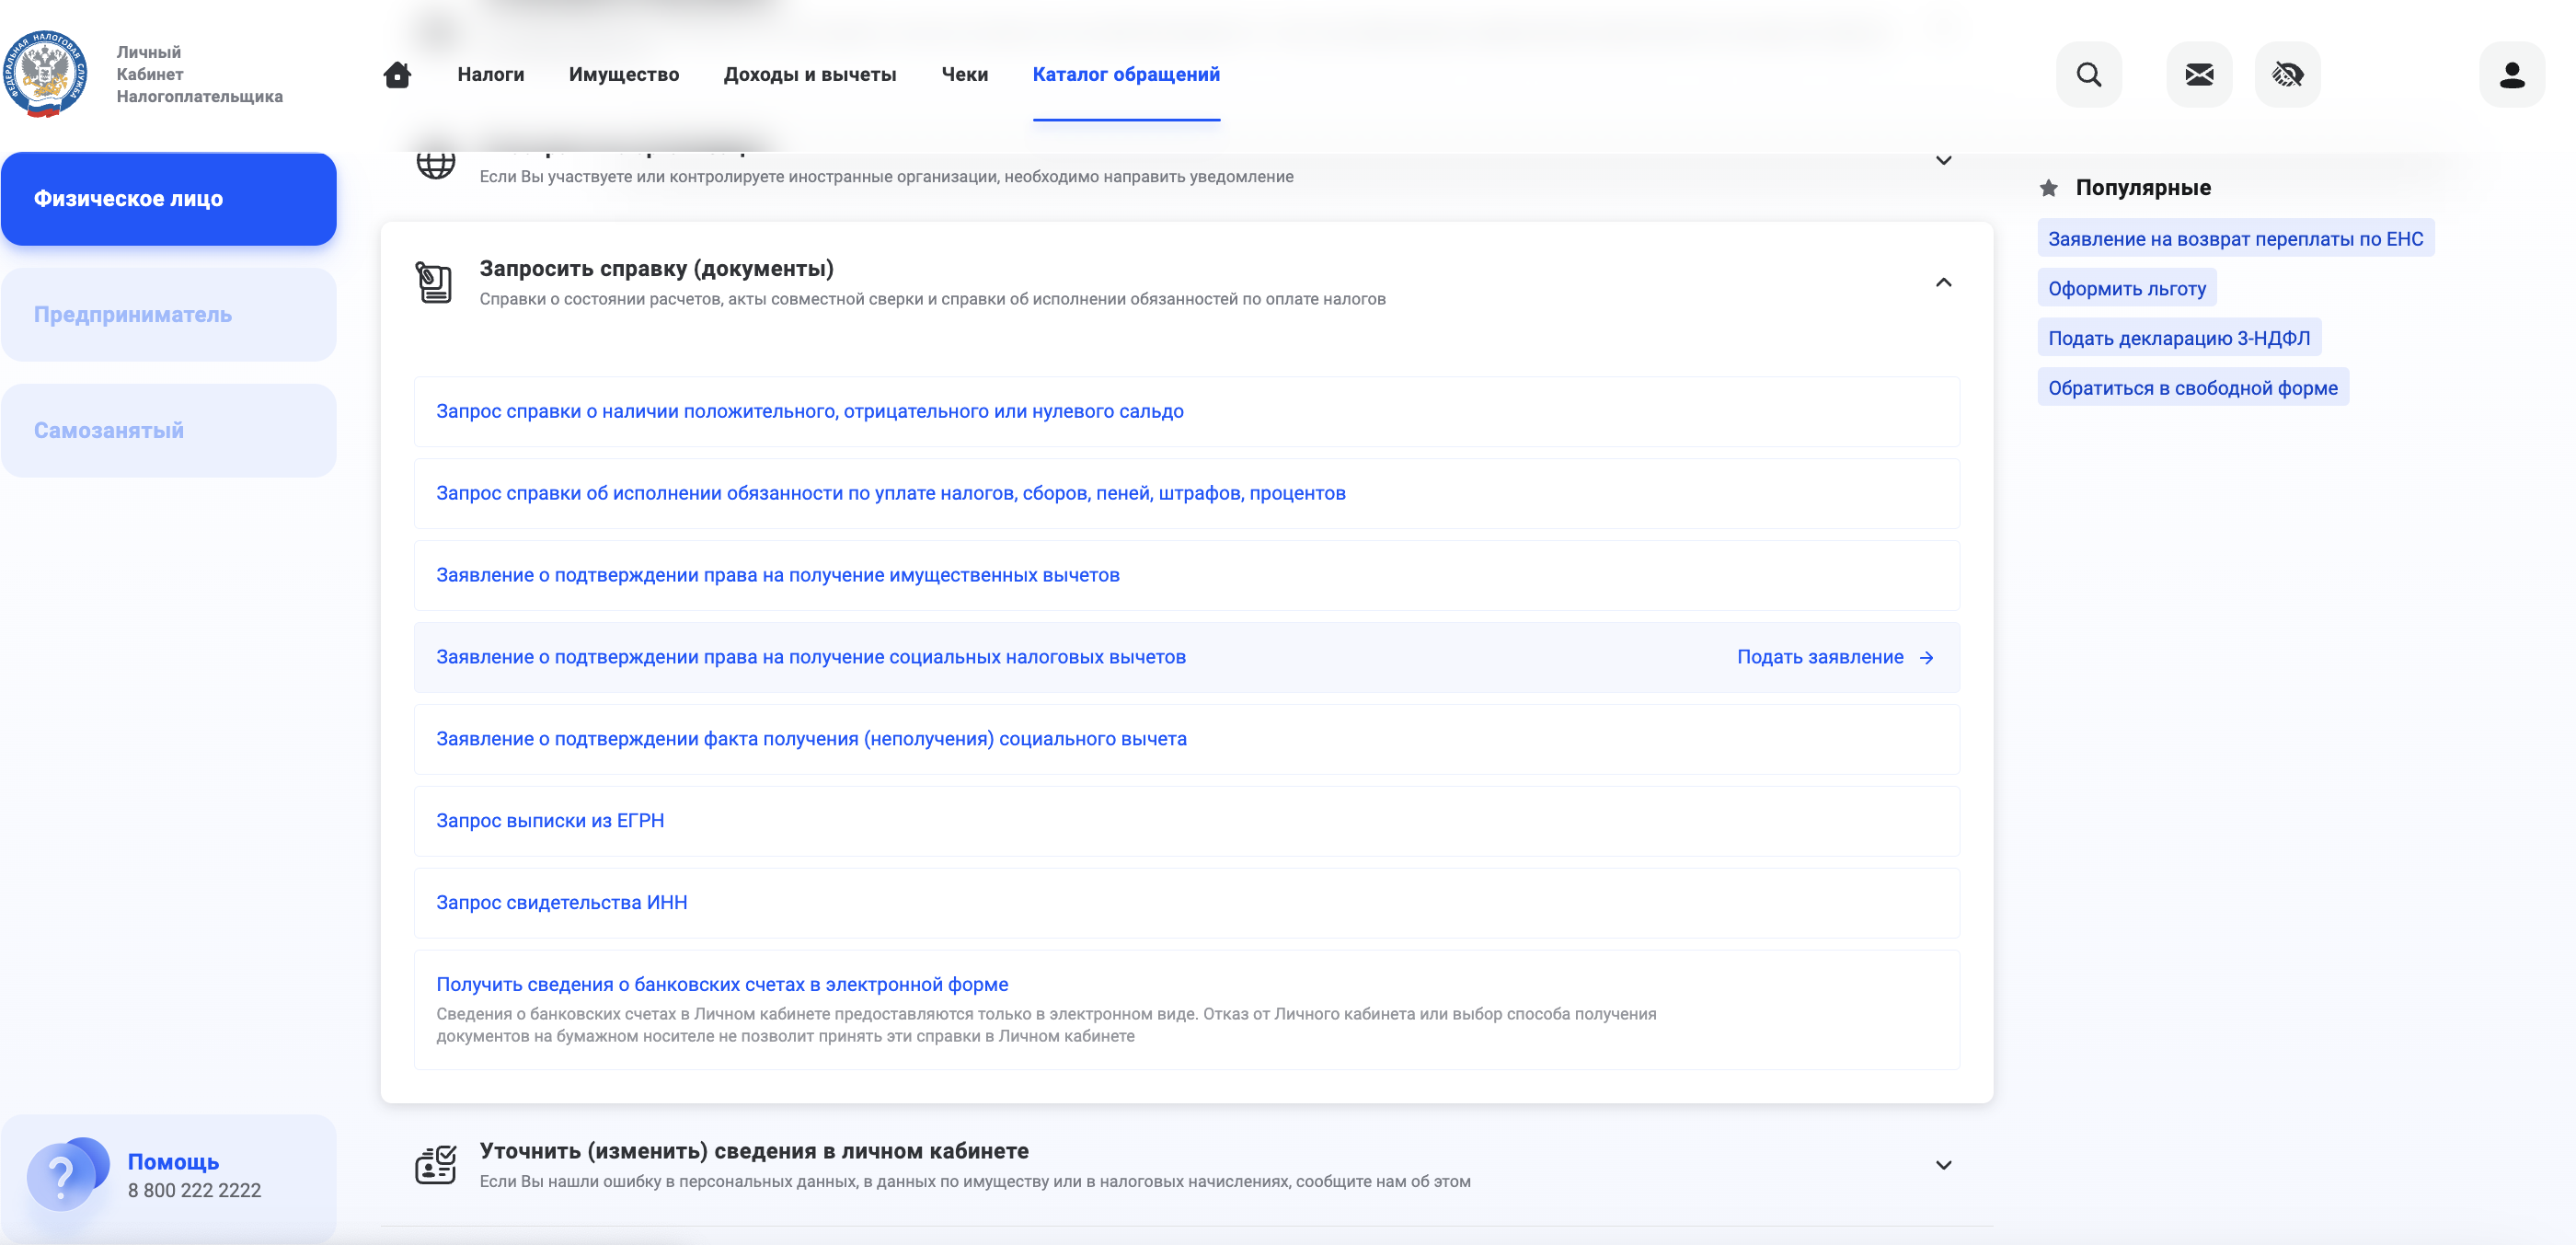 ФЕДЕРАЛЬНАЯ НАЛОГОВАЯ СЛУЖБА
Личный
Кабинет
Налогоплательщика
Налоги
Имущество
Доходы и вычеты
Чеки
Каталог обращений
Физическое лицо
Предприниматель
Самозанятый
Если Вы участвуете или контролируете иностранные организации, необходимо направить уведомление
Запросить справку (документы)
Справки о состоянии расчетов, акты совместной сверки и справки об исполнении обязанностей по оплате налогов
Запрос справки о наличии положительного, отрицательного или нулевого сальдо
Запрос справки об исполнении обязанности по уплате налогов, сборов, пеней, штрафов, процентов
Заявление о подтверждении права на получение имущественных вычетов
Заявление о подтверждении права на получение социальных налоговых вычетов
Подать заявление →
Заявление о подтверждении факта получения (неполучения) социального вычета
Запрос выписки из ЕГРН
Запрос свидетельства ИНН
Получить сведения о банковских счетах в электронной форме
Сведения о банковских счетах в Личном кабинете предоставляются только в электронном виде. Отказ от Личного кабинета или выбор способа получения
документов на бумажном носителе не позволит принять эти справки в Личном кабинете
Уточнить (изменить) сведения в личном кабинете
Если Вы нашли ошибку в персональных данных, в данных по имуществу или в налоговых начислениях, сообщите нам об этом
Популярные
Заявление на возврат переплаты по ЕНС
Оформить льготу
Подать декларацию 3-НДФЛ
Обратиться в свободной форме
?
Помощь
8 800 222 2222